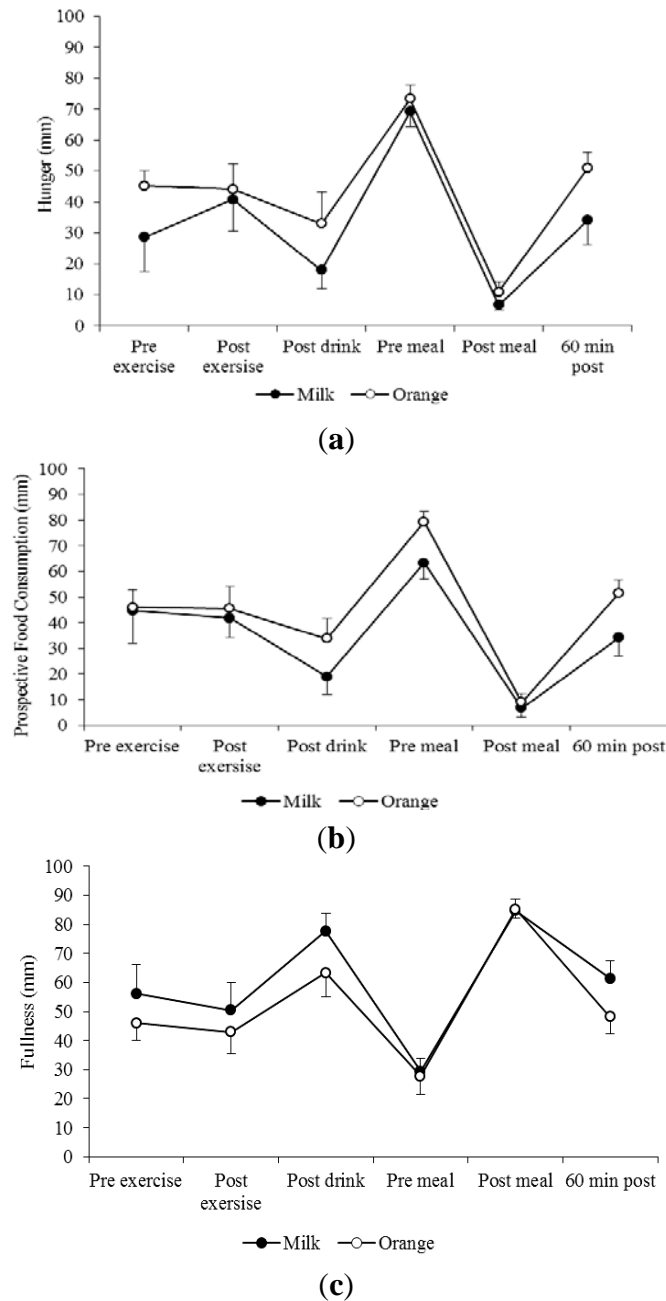 100
90
80
70
60
50
40
30
20
10
0
Hunger (mm)
Pre exercise
Post exersise
Post drink
Pre meal
Post meal
60 min post
Milk Orange
(a)
100
90
80
70
60
50
40
30
20
10
0
Prospective Food Consumption (mm)
Pre exercise
Post exersise
Post drink
Pre meal
Post meal
60 min post
Milk Orange
(b)
100
90
80
70
60
50
40
30
20
10
0
Fullness (mm)
Pre exercise
Post exersise
Post drink
Pre meal
Post meal
60 min post
Milk Orange
(c)